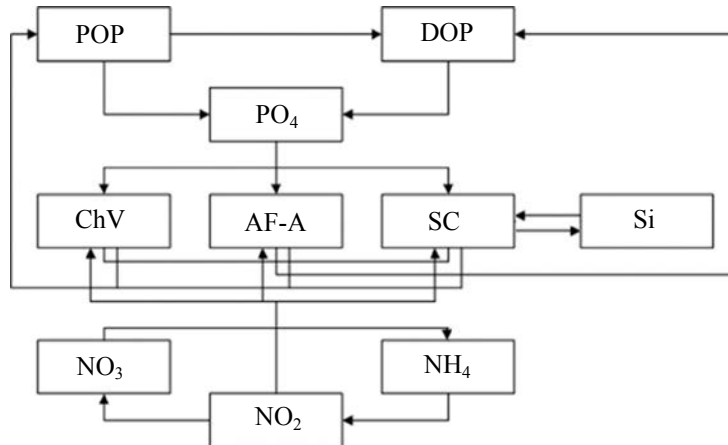 POP
DOP
PO₄
ChV
AF-A
SC
Si
NO₃
NH₄
NO₂